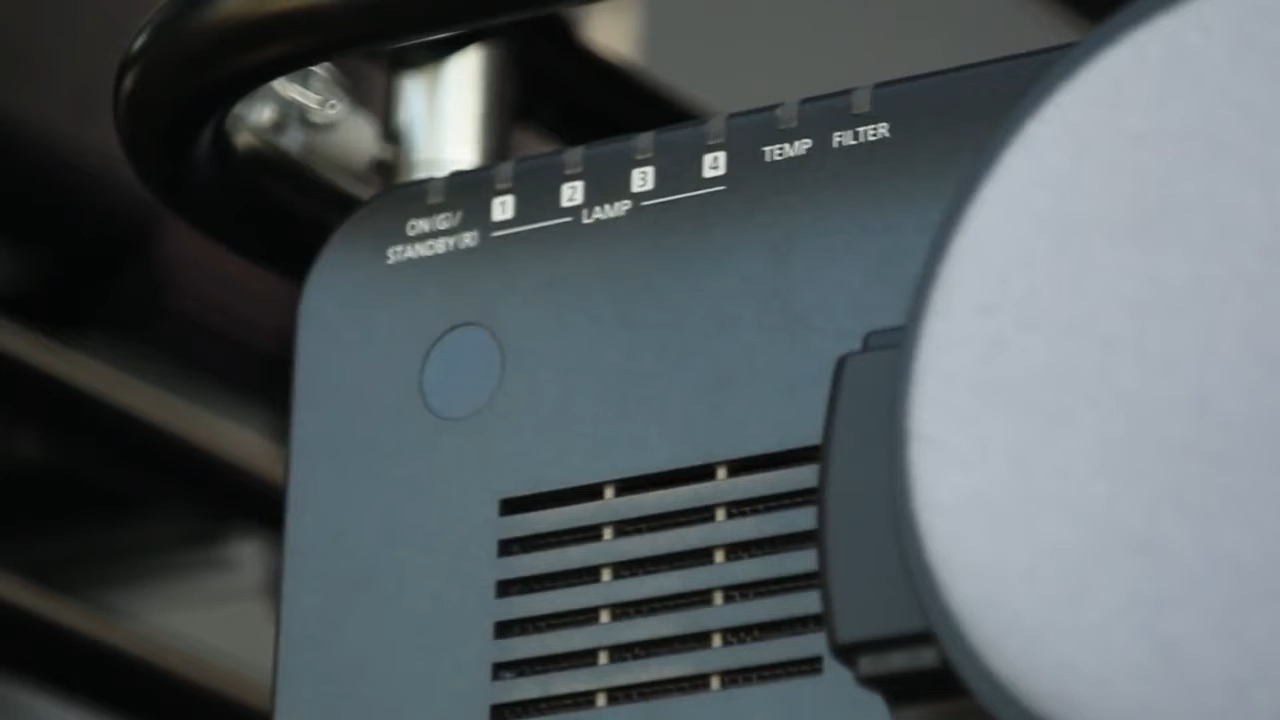 ON(G)/
STANDBY(R)
1 2 3 4
LAMP
TEMP
FILTER